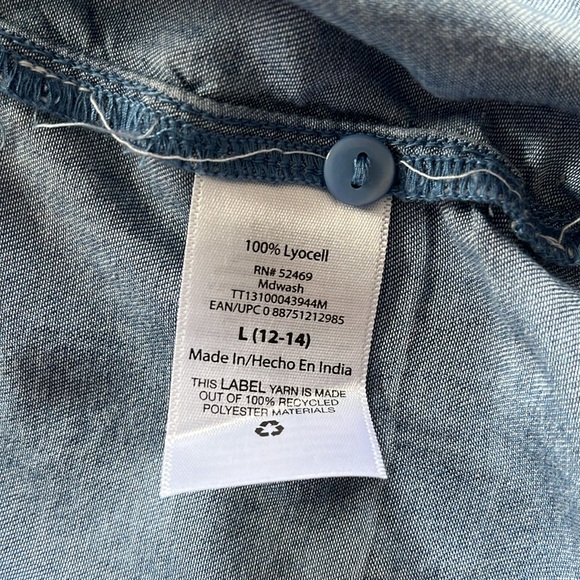 100% Lyocell
RN# 52469
Mdwash
TT13100043944M
EAN/UPC 0 88751212985
L (12-14)
Made In/Hecho En India
THIS LABEL YARN IS MADE
OUT OF 100% RECYCLED
POLYESTER MATERIALS